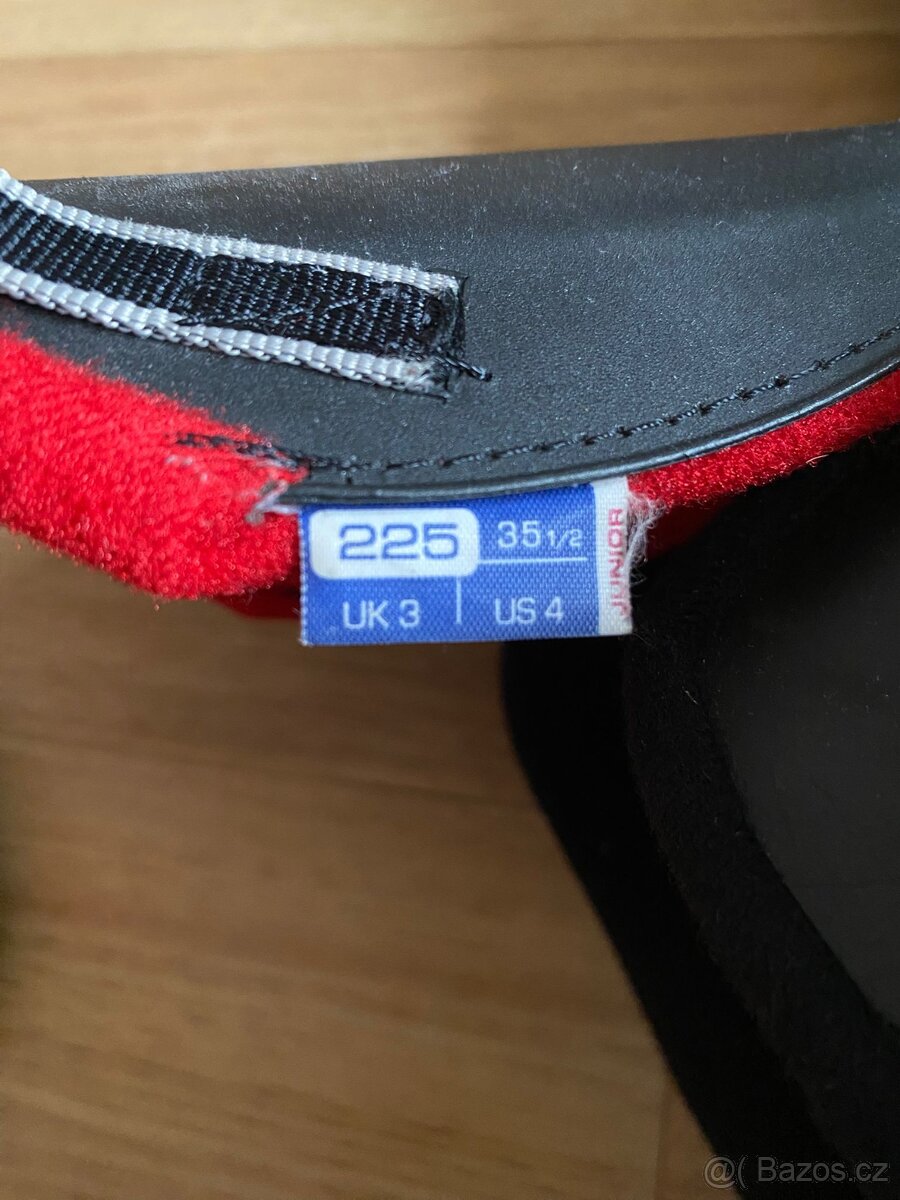 225 35 1/2
UK 3 US 4
JUNIOR
@( Bazos.cz